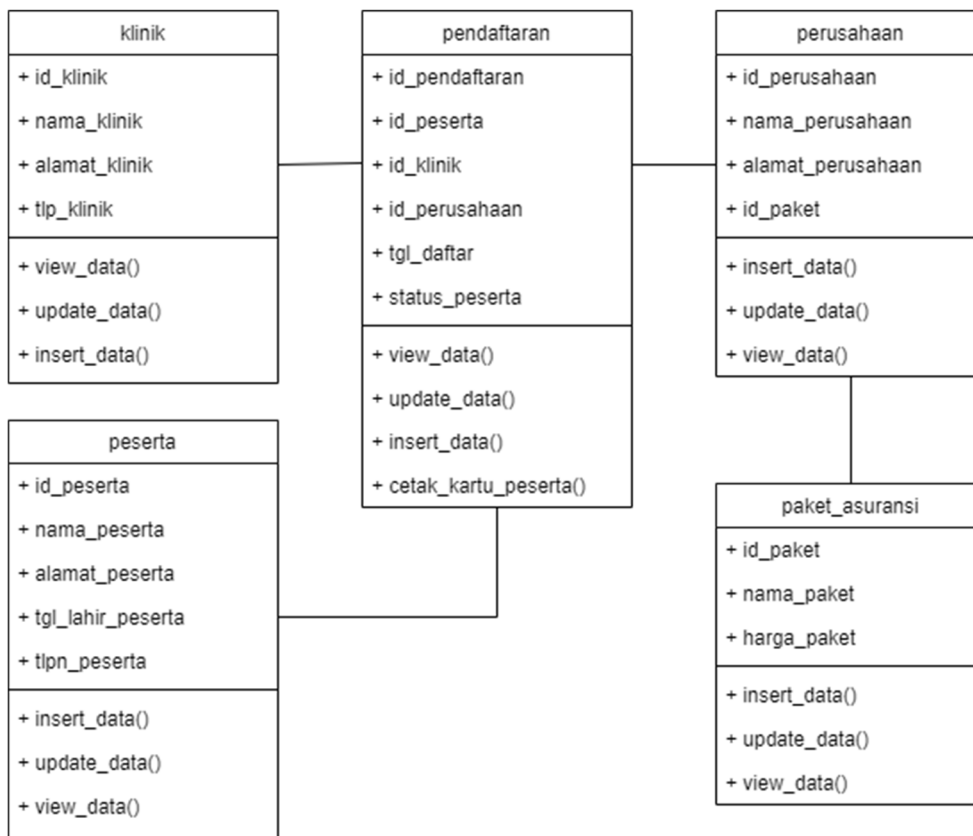 klinik
+ id_klinik
+ nama_klinik
+ alamat_klinik
+ tlp_klinik
+ view_data()
+ update_data()
+ insert_data()
pendaftaran
+ id_pendaftaran
+ id_peserta
+ id_klinik
+ id_perusahaan
+ tgl_daftar
+ status_peserta
+ view_data()
+ update_data()
+ insert_data()
+ cetak_kartu_peserta()
perusahaan
+ id_perusahaan
+ nama_perusahaan
+ alamat_perusahaan
+ id_paket
+ insert_data()
+ update_data()
+ view_data()
peserta
+ id_peserta
+ nama_peserta
+ alamat_peserta
+ tgl_lahir_peserta
+ tlpn_peserta
+ insert_data()
+ update_data()
+ view_data()
paket_asuransi
+ id_paket
+ nama_paket
+ harga_paket
+ insert_data()
+ update_data()
+ view_data()